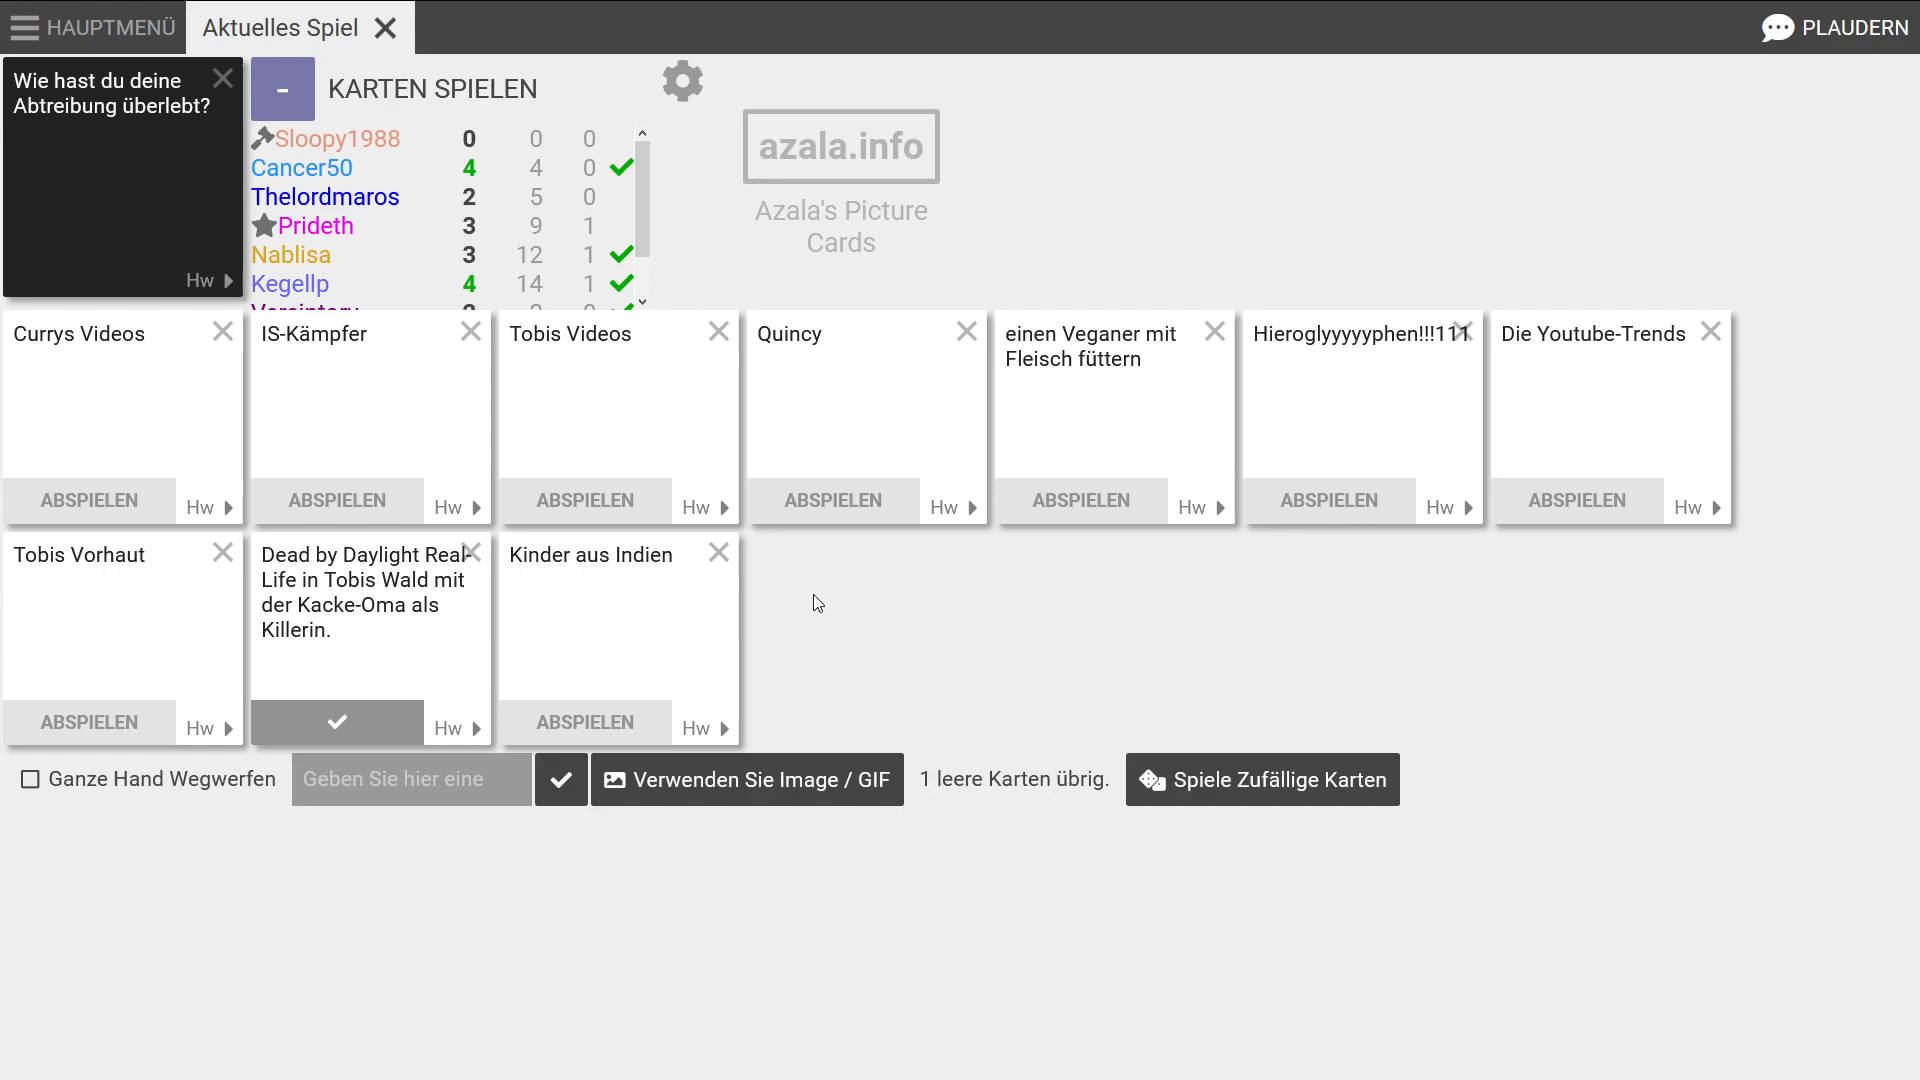 HAUPTMENÜ
Aktuelles Spiel
PLAUDERN
Wie hast du deine
Abtreibung überlebt?
Hw
-
KARTEN SPIELEN
Sloopy1988 0 0 0
Cancer50 4 4 0
Thelordmaros 2 5 0
Prideth 3 9 1
Nablisa 3 12 1
Kegellp 4 14 1
azala.info
Azala's Picture
Cards
Currys Videos
ABSPIELEN
Hw
IS-Kämpfer
ABSPIELEN
Hw
Tobis Videos
ABSPIELEN
Hw
Quincy
ABSPIELEN
Hw
einen Veganer mit
Fleisch füttern
ABSPIELEN
Hw
Hieroglyyyyyphen!!!111
ABSPIELEN
Hw
Die Youtube-Trends
ABSPIELEN
Hw
Tobis Vorhaut
ABSPIELEN
Hw
Dead by Daylight Real-
Life in Tobis Wald mit
der Kacke-Oma als
Killerin.
Hw
Kinder aus Indien
ABSPIELEN
Hw
Ganze Hand Wegwerfen
Geben Sie hier eine
Verwenden Sie Image / GIF
1 leere Karten übrig.
Spiele Zufällige Karten